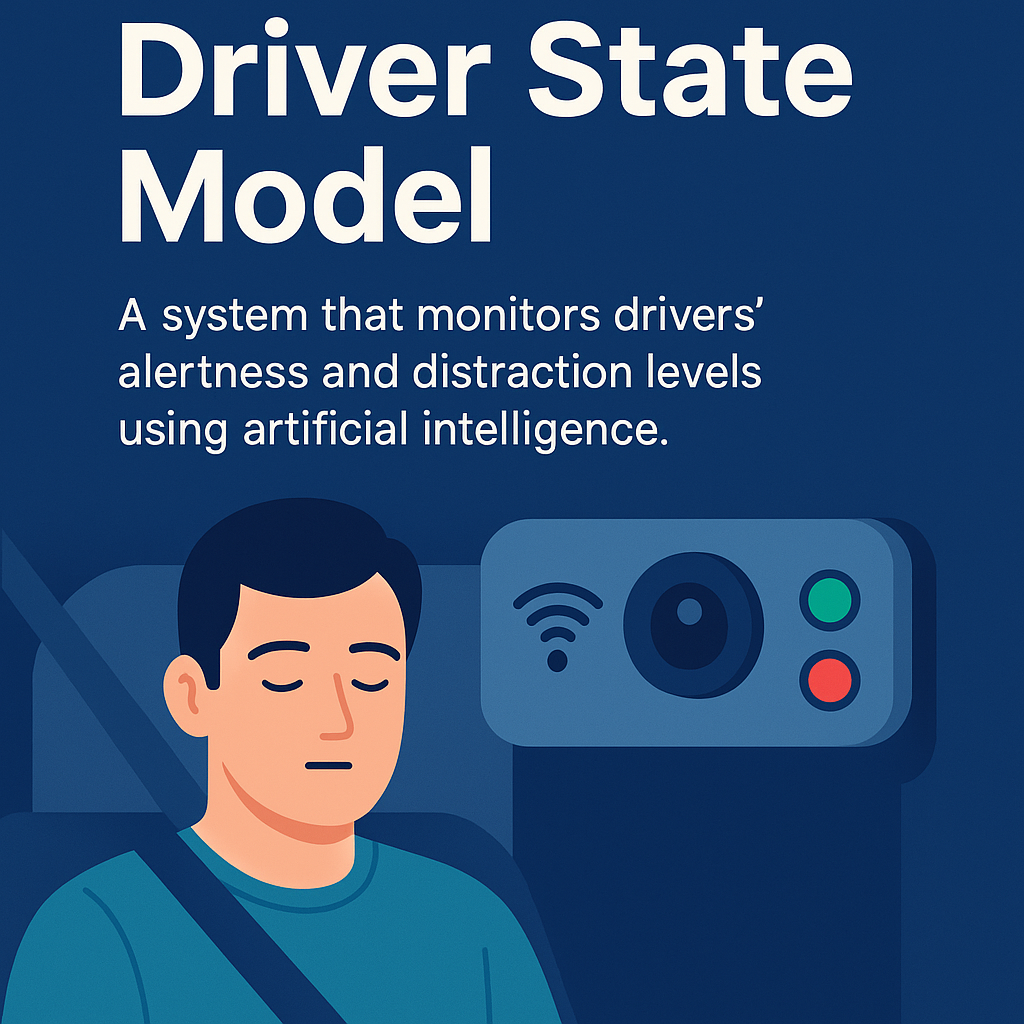 Driver State
Model
A system that monitors drivers’
alertness and distraction levels
using artificial intelligence.